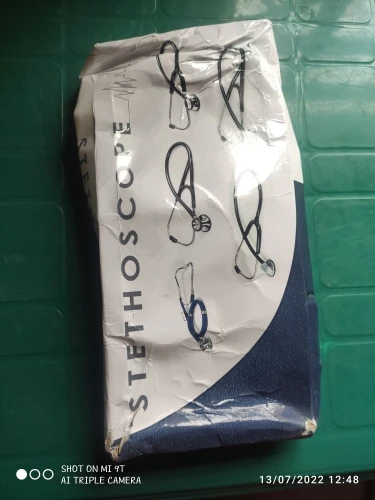 STETHOSCOPE
SHOT ON MI 9T
AI TRIPLE CAMERA
13/07/2022 12:48